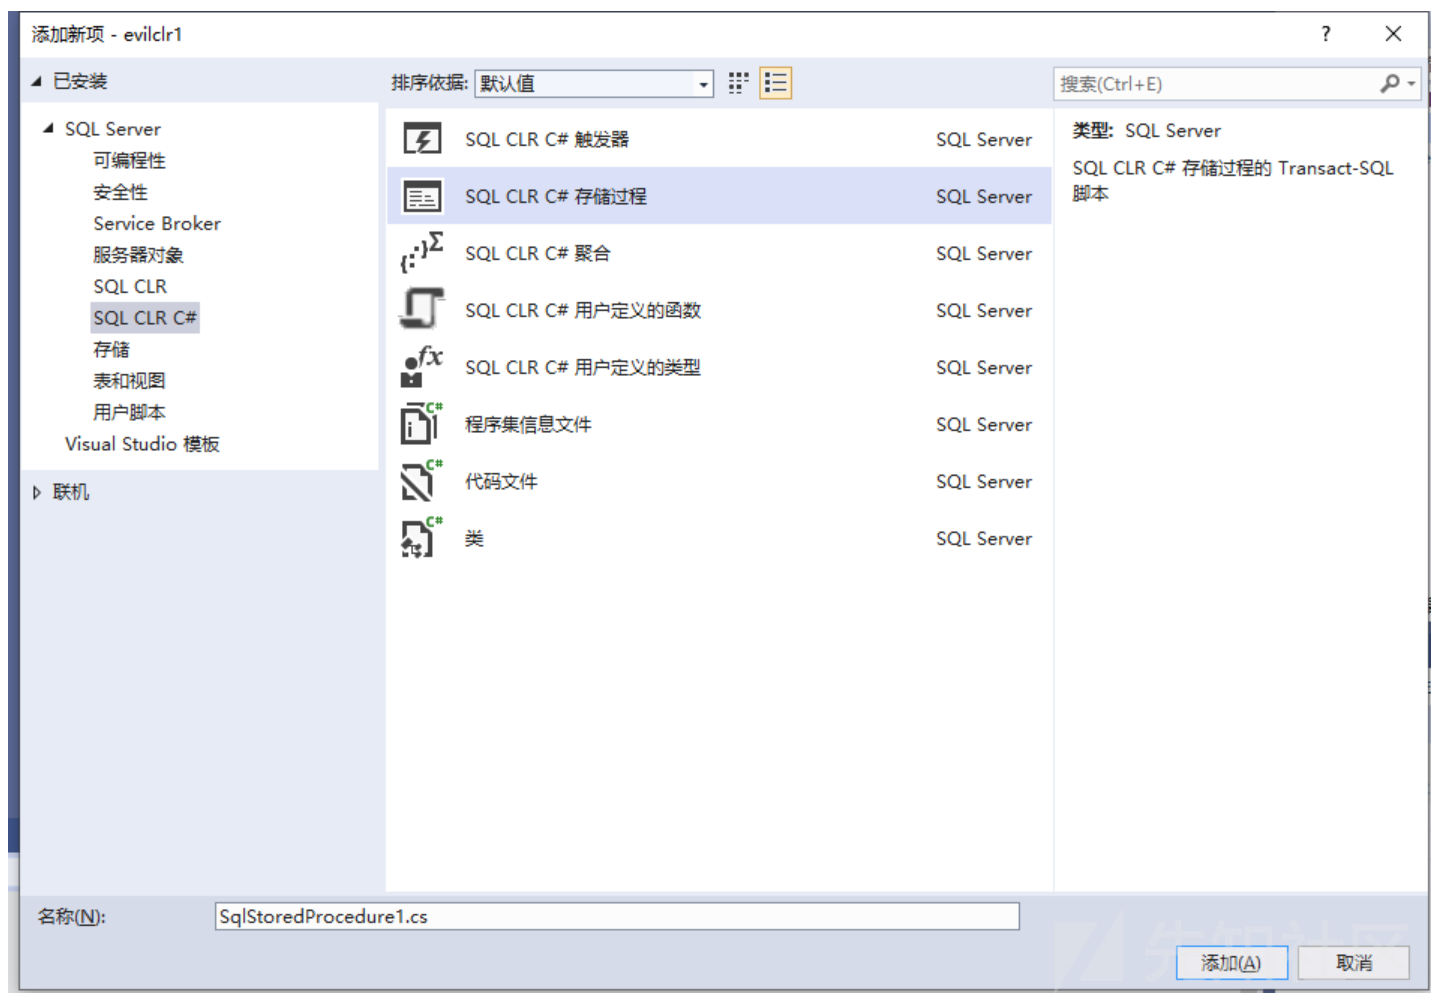 添加新项 - evilclr1
?
已安装
排序依据: 默认值
搜索(Ctrl+E)
SQL Server
可编程性
安全性
Service Broker
服务器对象
SQL CLR
SQL CLR C#
存储
表和视图
用户脚本
Visual Studio 模板
联机
SQL CLR C# 触发器 SQL Server
SQL CLR C# 存储过程 SQL Server
SQL CLR C# 聚合 SQL Server
SQL CLR C# 用户定义的函数 SQL Server
SQL CLR C# 用户定义的类型 SQL Server
程序集信息文件 SQL Server
代码文件 SQL Server
类 SQL Server
类型: SQL Server
SQL CLR C# 存储过程的 Transact-SQL
脚本
名称(N): SqlStoredProcedure1.cs
先知社区
添加(A) 取消